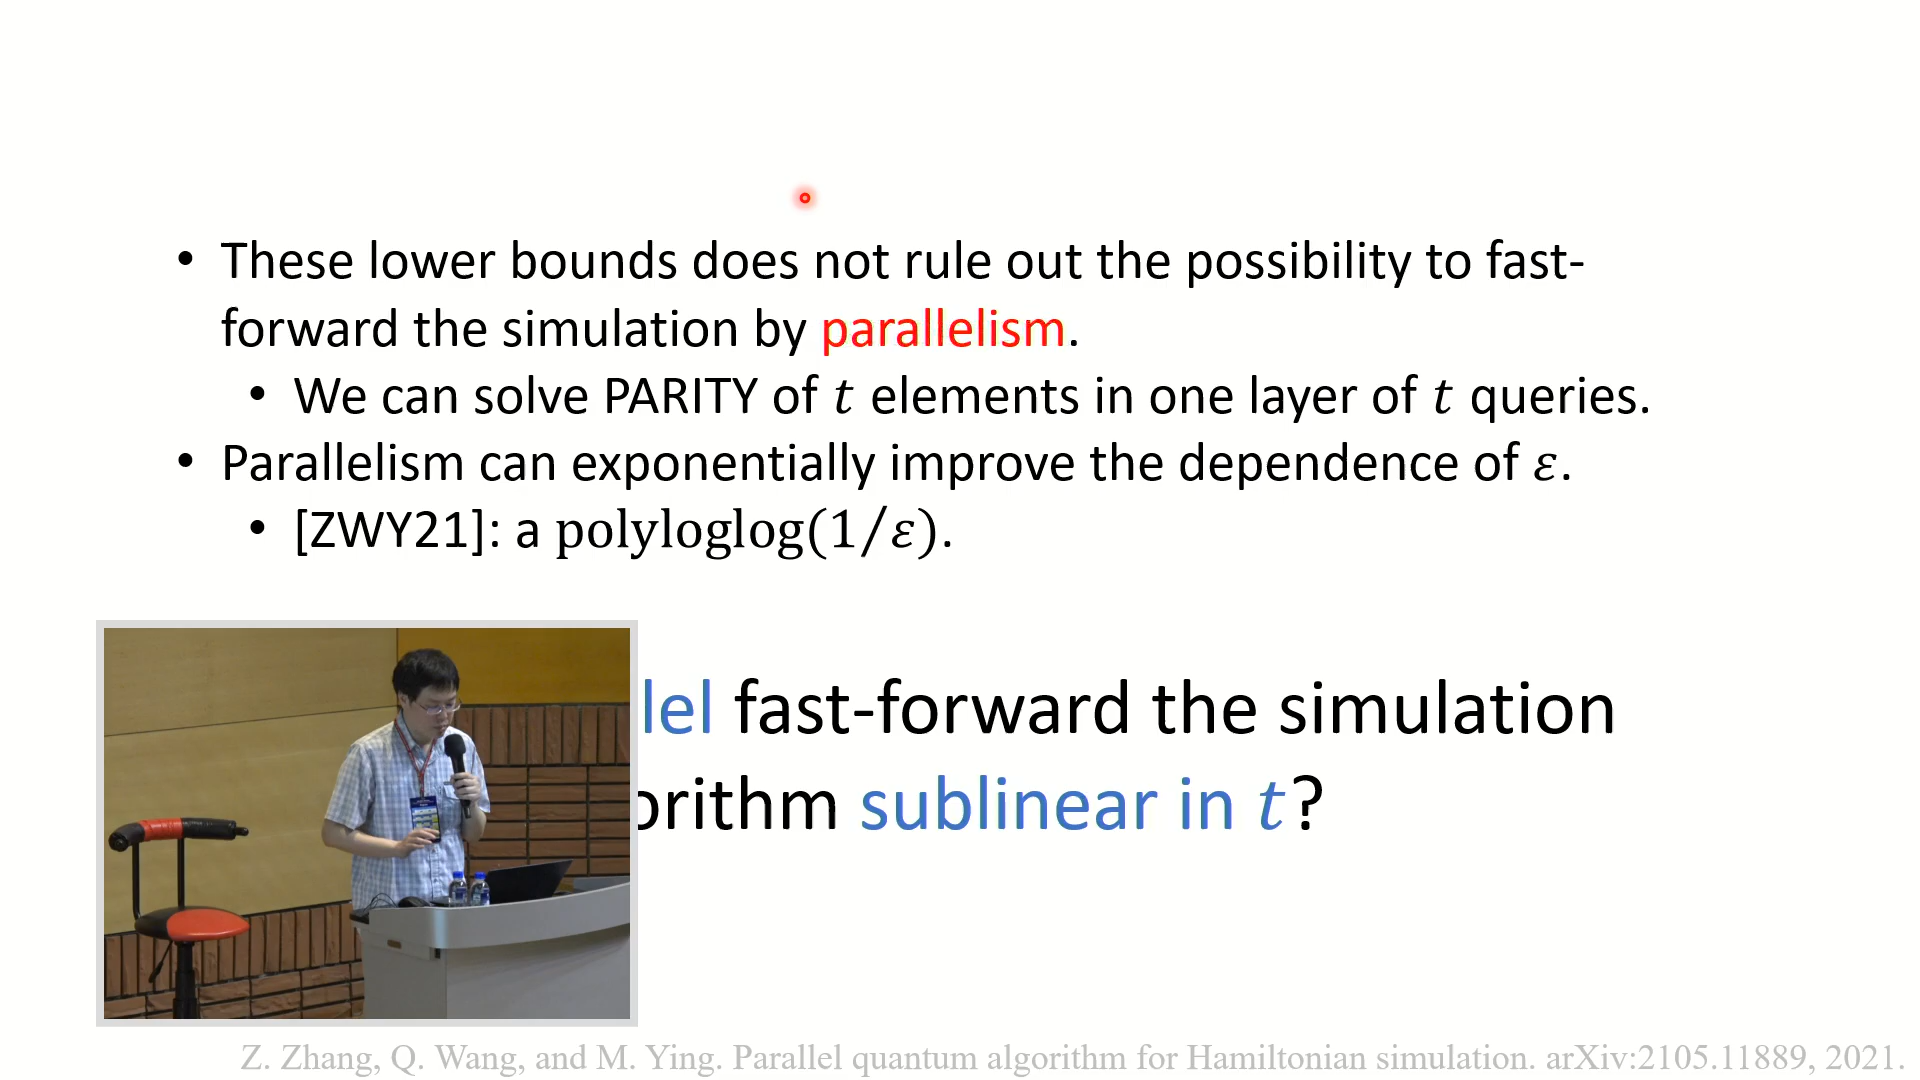 • These lower bounds does not rule out the possibility to fast-
forward the simulation by parallelism.
• We can solve PARITY of t elements in one layer of t queries.
• Parallelism can exponentially improve the dependence of ε.
• [ZWY21]: a polyloglog(1/ε).
lel fast-forward the simulation
orithm sublinear in t?
Z. Zhang, Q. Wang, and M. Ying. Parallel quantum algorithm for Hamiltonian simulation. arXiv:2105.11889, 2021.